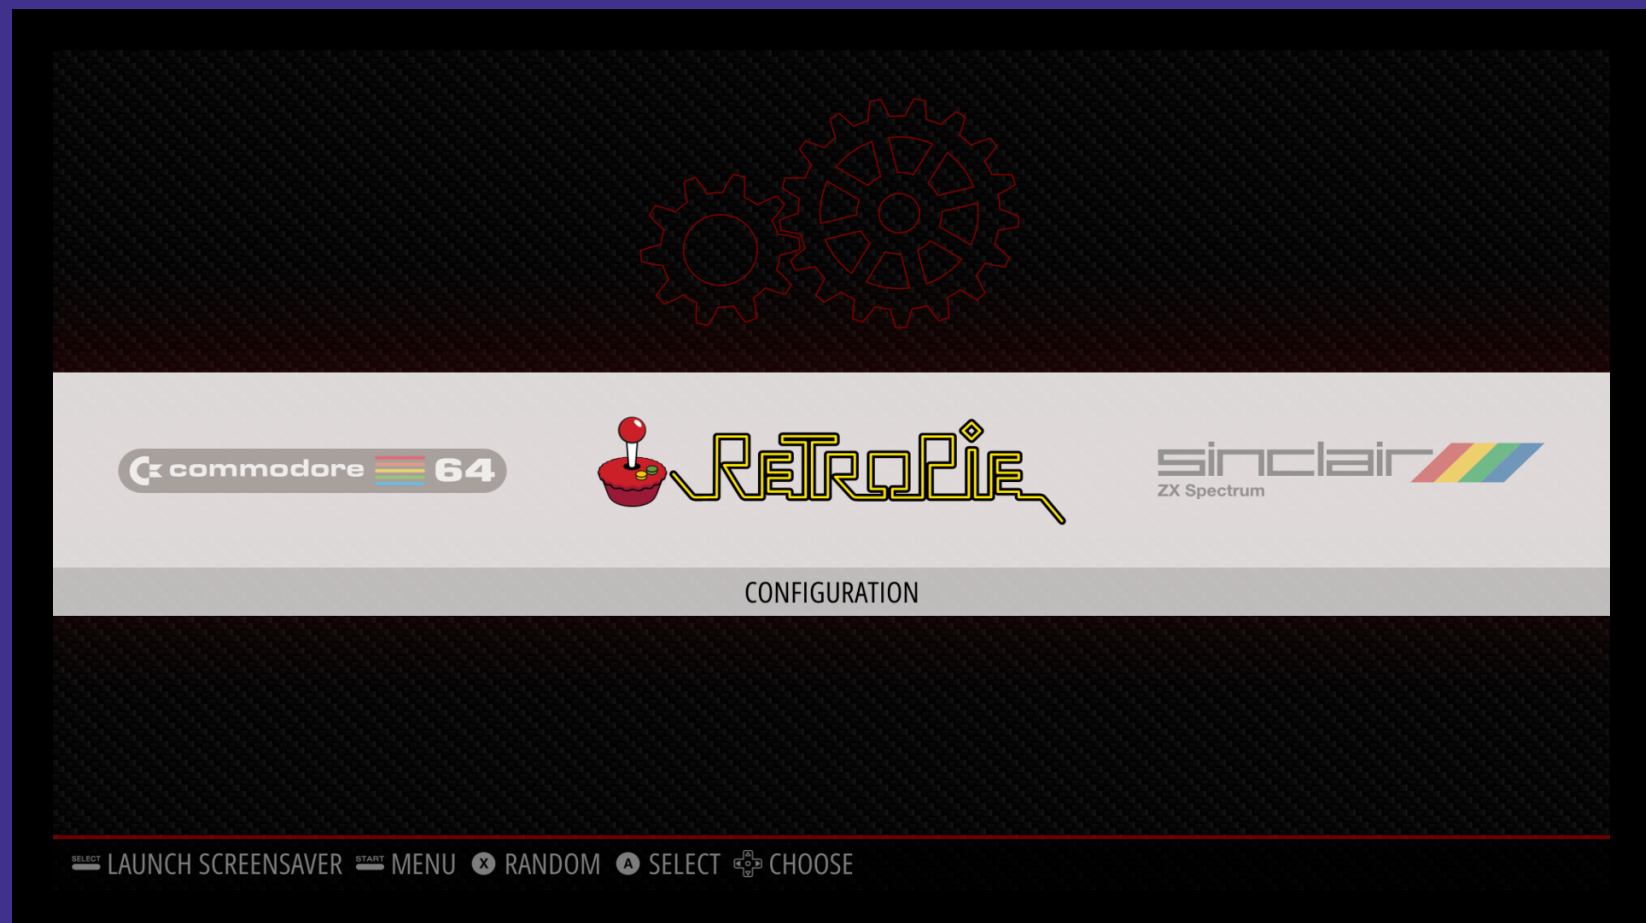 commodore 64
RETROPIE
sinclair
ZX Spectrum
CONFIGURATION
SELECT LAUNCH SCREENSAVER START MENU X RANDOM A SELECT CHOOSE